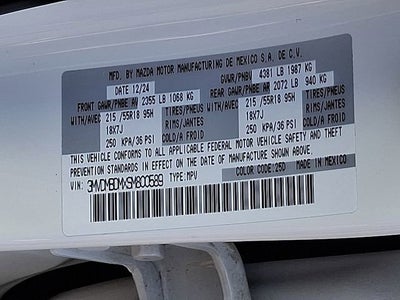 MFD. BY MAZDA MOTOR MANUFACTURING DE MEXICO S.A. DE C.V.
DATE 12/24 GVWR/PNBV 4381 LB 1987 KG
FRONT GAWR/PNBE AV 2355 LB 1068 KG REAR GAWR/PNBE AR 2072 LB 940 KG
WITH/AVEC 215/55R18 95H TIRES/PNEUS WITH/AVEC 215/55R18 95H TIRES/PNEUS
18X7J RIMS/JANTES 18X7J RIMS/JANTES
250 KPA/36 PSI COLD/A FROID 250 KPA/36 PSI COLD/A FROID
THIS VEHICLE CONFORMS TO ALL APPLICABLE FEDERAL MOTOR VEHICLE SAFETY AND THEFT
PREVENTION STANDARDS IN EFFECT ON THE DATE OF MANUFACTURE SHOWN ABOVE.
VIN: 3MVDMBDMXSM800589 TYPE: MPV COLOR CODE: 25D MADE IN MEXICO